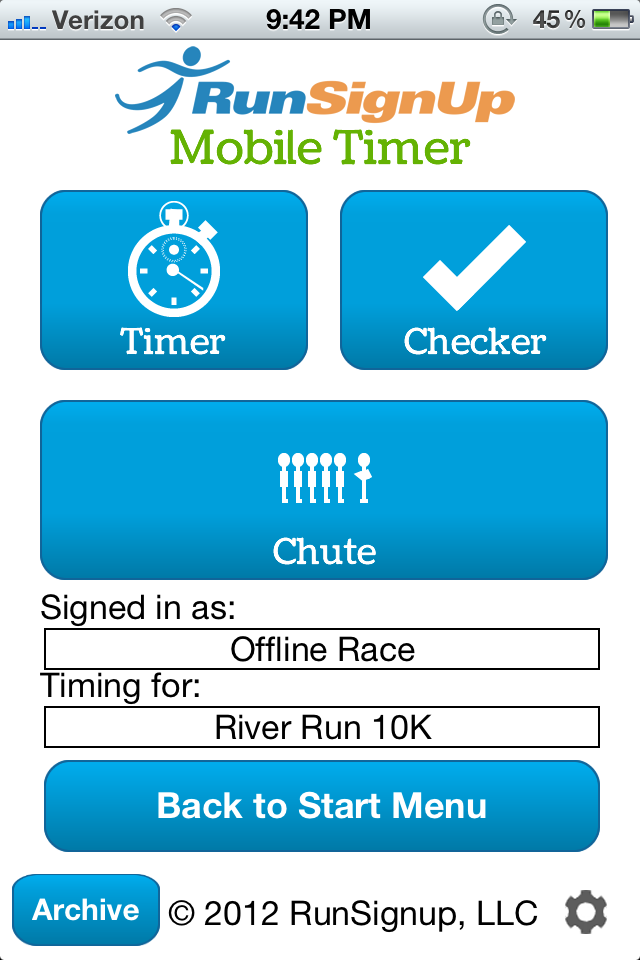 Verizon 9:42 PM 45%
RunSignUp
Mobile Timer
Timer Checker
Chute
Signed in as:
Offline Race
Timing for:
River Run 10K
Back to Start Menu
Archive © 2012 RunSignup, LLC